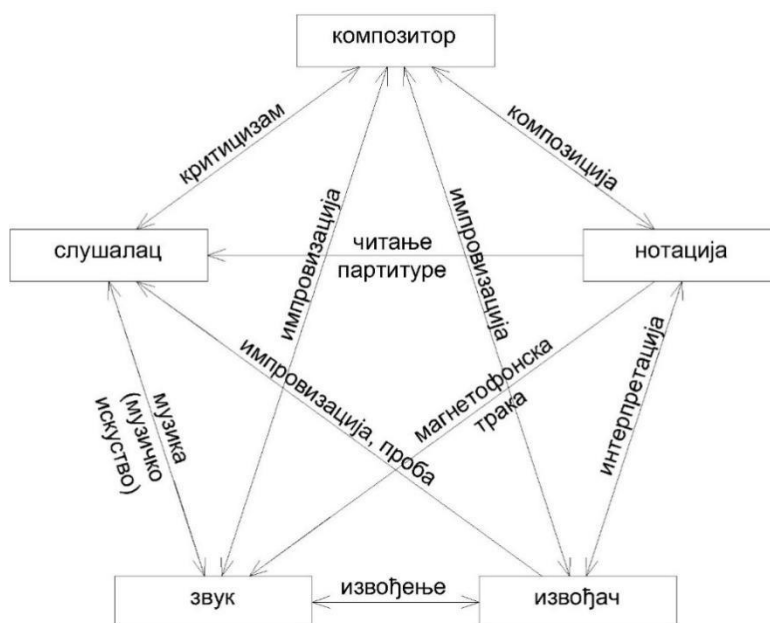 композитор
критицизам
композиција
импровизација
импровизација
слушалац
читање
партитуре
нотација
импровизација, проба
магнетофонска
трака
интерпретација
музика
(музичко
искуство)
звук
извођење
извођач